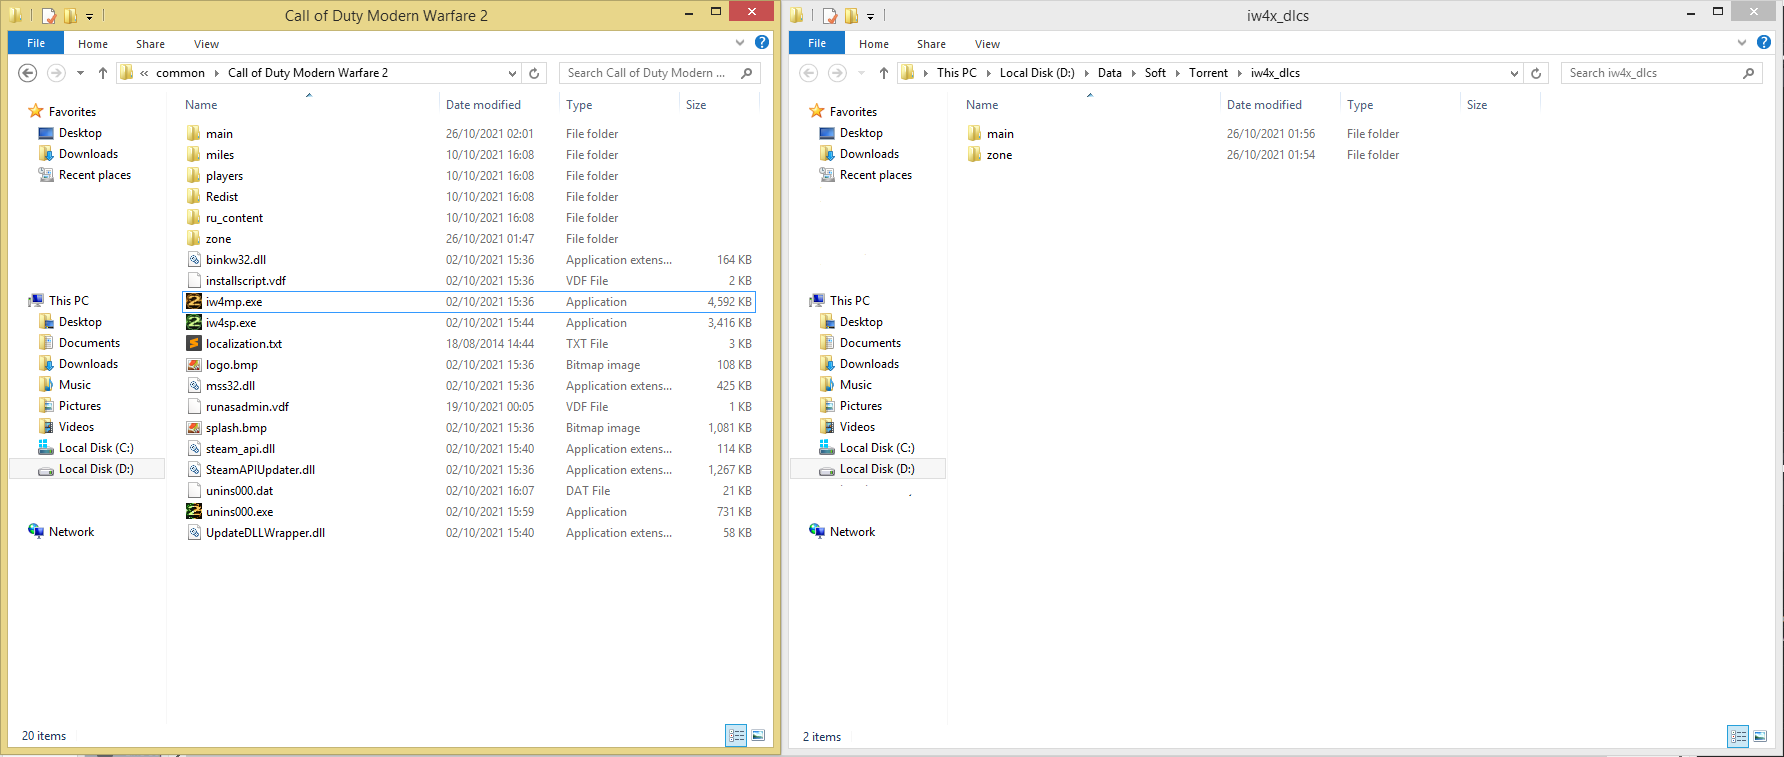 Call of Duty Modern Warfare 2
File Home Share View
« common Call of Duty Modern Warfare 2 Search Call of Duty Modern ...
Name Date modified Type Size
Favorites
Desktop
Downloads
Recent places
This PC
Desktop
Documents
Downloads
Music
Pictures
Videos
Local Disk (C:)
Local Disk (D:)
Network
main 26/10/2021 02:01 File folder
miles 10/10/2021 16:08 File folder
players 10/10/2021 16:08 File folder
Redist 10/10/2021 16:08 File folder
ru_content 10/10/2021 16:08 File folder
zone 26/10/2021 01:47 File folder
binkw32.dll 02/10/2021 15:36 Application extens... 164 KB
installscript.vdf 02/10/2021 15:36 VDF File 2 KB
iw4mp.exe 02/10/2021 15:36 Application 4,592 KB
iw4sp.exe 02/10/2021 15:44 Application 3,416 KB
localization.txt 18/08/2014 14:44 TXT File 3 KB
logo.bmp 02/10/2021 15:36 Bitmap image 108 KB
mss32.dll 02/10/2021 15:36 Application extens... 425 KB
runasadmin.vdf 19/10/2021 00:05 VDF File 1 KB
splash.bmp 02/10/2021 15:36 Bitmap image 1,081 KB
steam_api.dll 02/10/2021 15:40 Application extens... 114 KB
SteamAPIUpdater.dll 02/10/2021 15:36 Application extens... 1,267 KB
unins000.dat 02/10/2021 16:07 DAT File 21 KB
unins000.exe 02/10/2021 15:59 Application 731 KB
UpdateDLLWrapper.dll 02/10/2021 15:40 Application extens... 58 KB
20 items
iw4x_dlcs
File Home Share View
This PC Local Disk (D:) Data Soft Torrent iw4x_dlcs Search iw4x_dlcs
Name Date modified Type Size
Favorites
Desktop
Downloads
Recent places
This PC
Desktop
Documents
Downloads
Music
Pictures
Videos
Local Disk (C:)
Local Disk (D:)
Network
main 26/10/2021 01:56 File folder
zone 26/10/2021 01:54 File folder
2 items